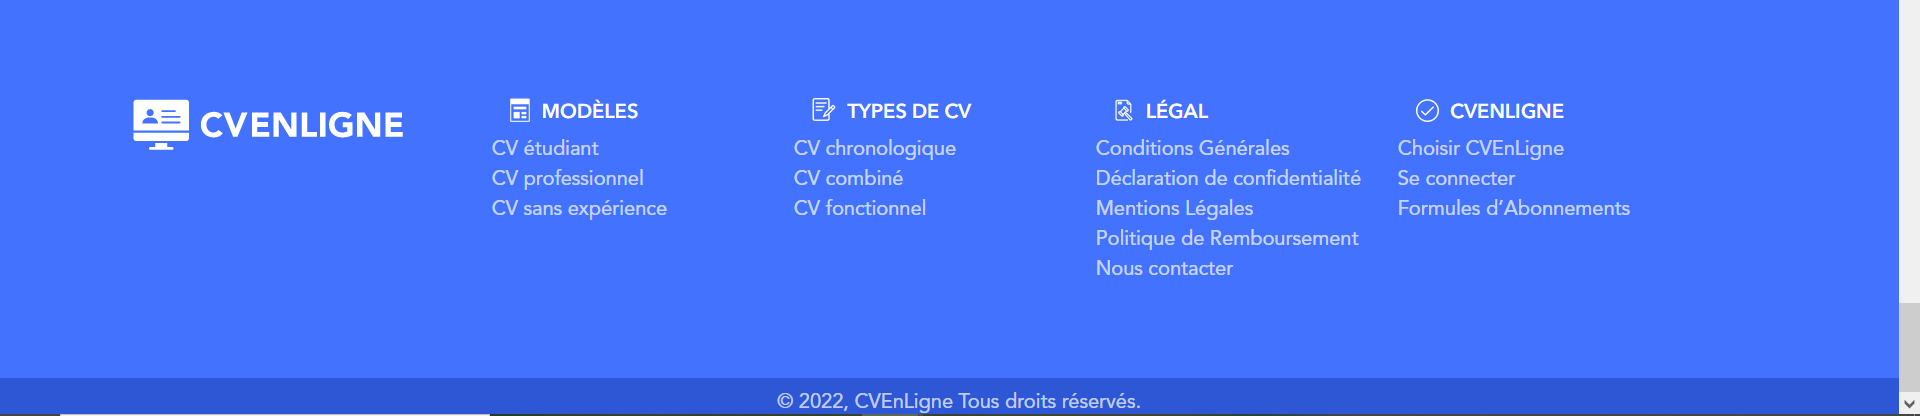 CVENLIGNE
MODÈLES
CV étudiant
CV professionnel
CV sans expérience
TYPES DE CV
CV chronologique
CV combiné
CV fonctionnel
LÉGAL
Conditions Générales
Déclaration de confidentialité
Mentions Légales
Politique de Remboursement
Nous contacter
CVENLIGNE
Choisir CVEnLigne
Se connecter
Formules d’Abonnements
© 2022, CVEnLigne Tous droits réservés.